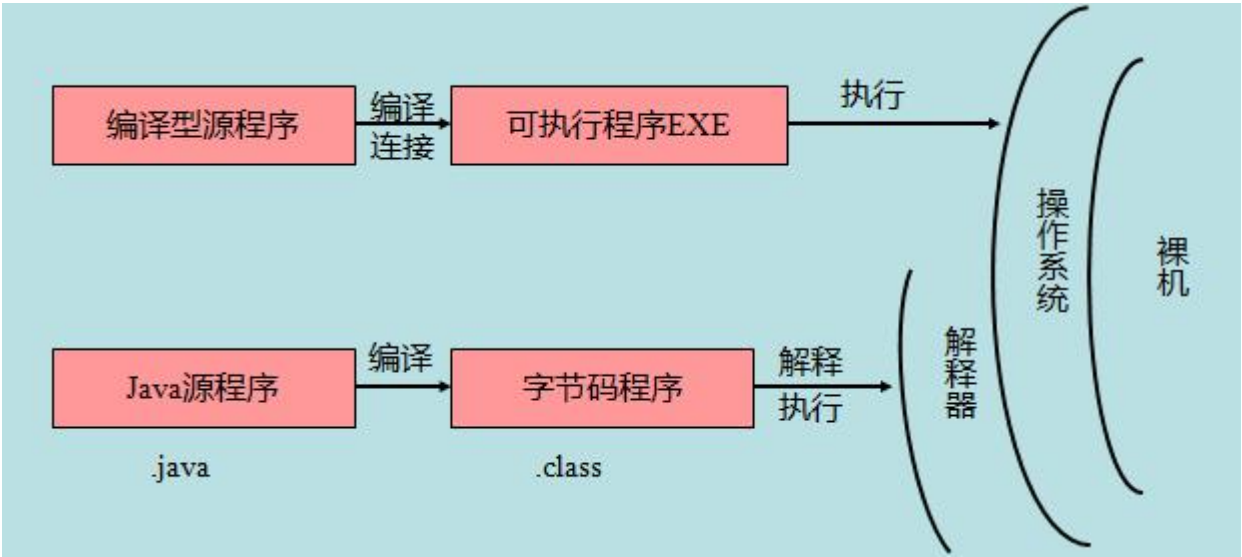 编译型源程序
编译
连接
可执行程序EXE
执行
操作系统
裸机
Java源程序
编译
字节码程序
解释
执行
解释器
.java
.class